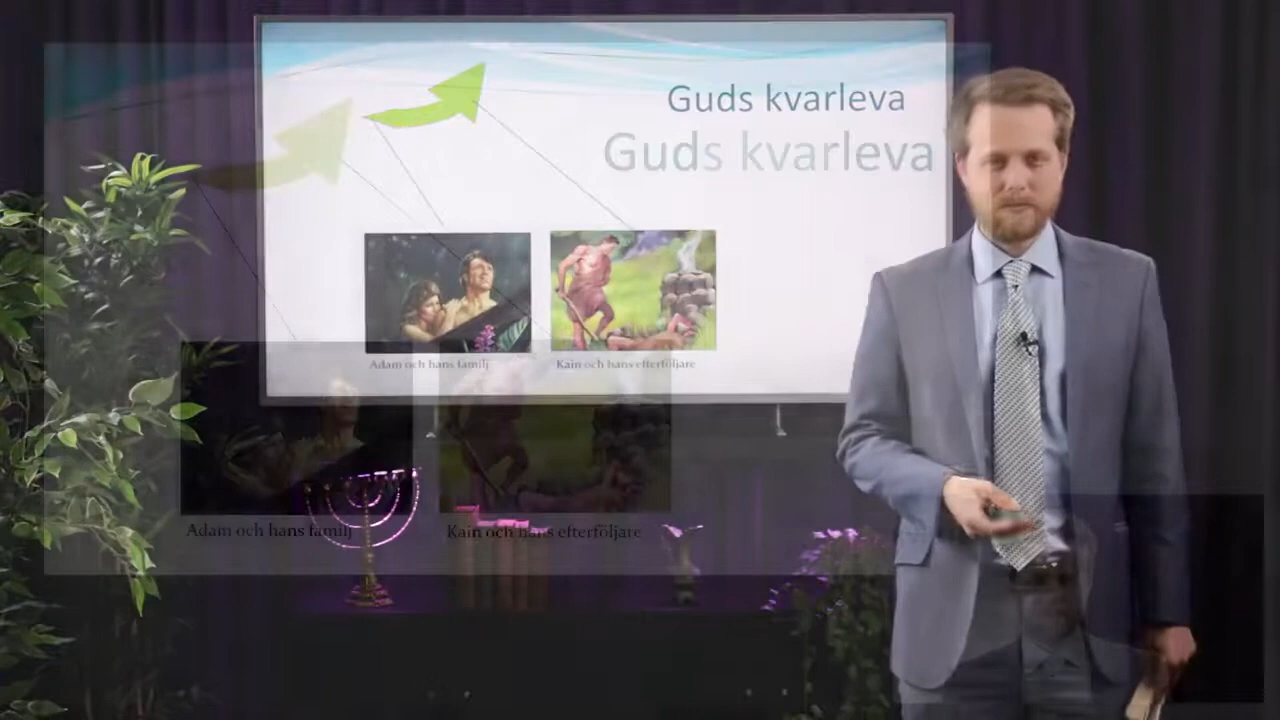 Guds kvarleva
Guds kvarleva
Adam och hans familj
Kain och hans efterföljare
Adam och hans familj
Kain och hans efterföljare